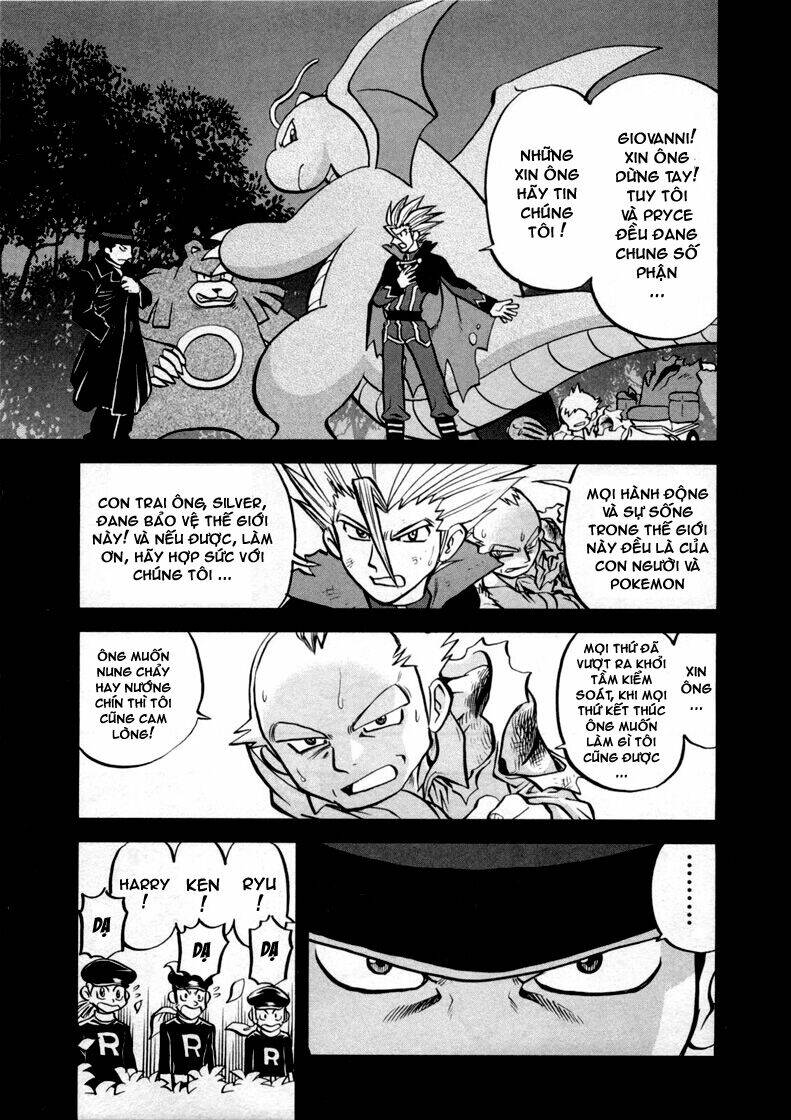 GIOVANNI!
XIN ÔNG
DỪNG TAY!
TUY TÔI
VÀ PRYCE
ĐỀU ĐANG
CHUNG SỐ
PHẬN
...
NHỮNG
XIN ÔNG
HÃY TIN
CHÚNG
TÔI !
MỌI HÀNH ĐỘNG
VÀ SỰ SỐNG
TRONG THẾ GIỚI
NÀY ĐỀU LÀ CỦA
CON NGƯỜI VÀ
POKEMON
CON TRAI ÔNG, SILVER,
ĐANG BẢO VỆ THẾ GIỚI
NÀY! VÀ NẾU ĐƯỢC, LÀM
ƠN, HÃY HỢP SỨC VỚI
CHÚNG TÔI ...
XIN
ÔNG ...
MỌI THỨ ĐÃ
VƯỢT RA KHỎI
TẦM KIỂM
SOÁT, KHI MỌI
THỨ KẾT THÚC
ÔNG MUỐN
LÀM GÌ TÔI
CŨNG ĐƯỢC
...
ÔNG MUỐN
NUNG CHẢY
HAY NƯỚNG
CHÍN THÌ TÔI
CŨNG CAM
LÒNG!
........
RYU
!
KEN
!
HARRY
!
DẠ
DẠ
DẠ
R
R
R